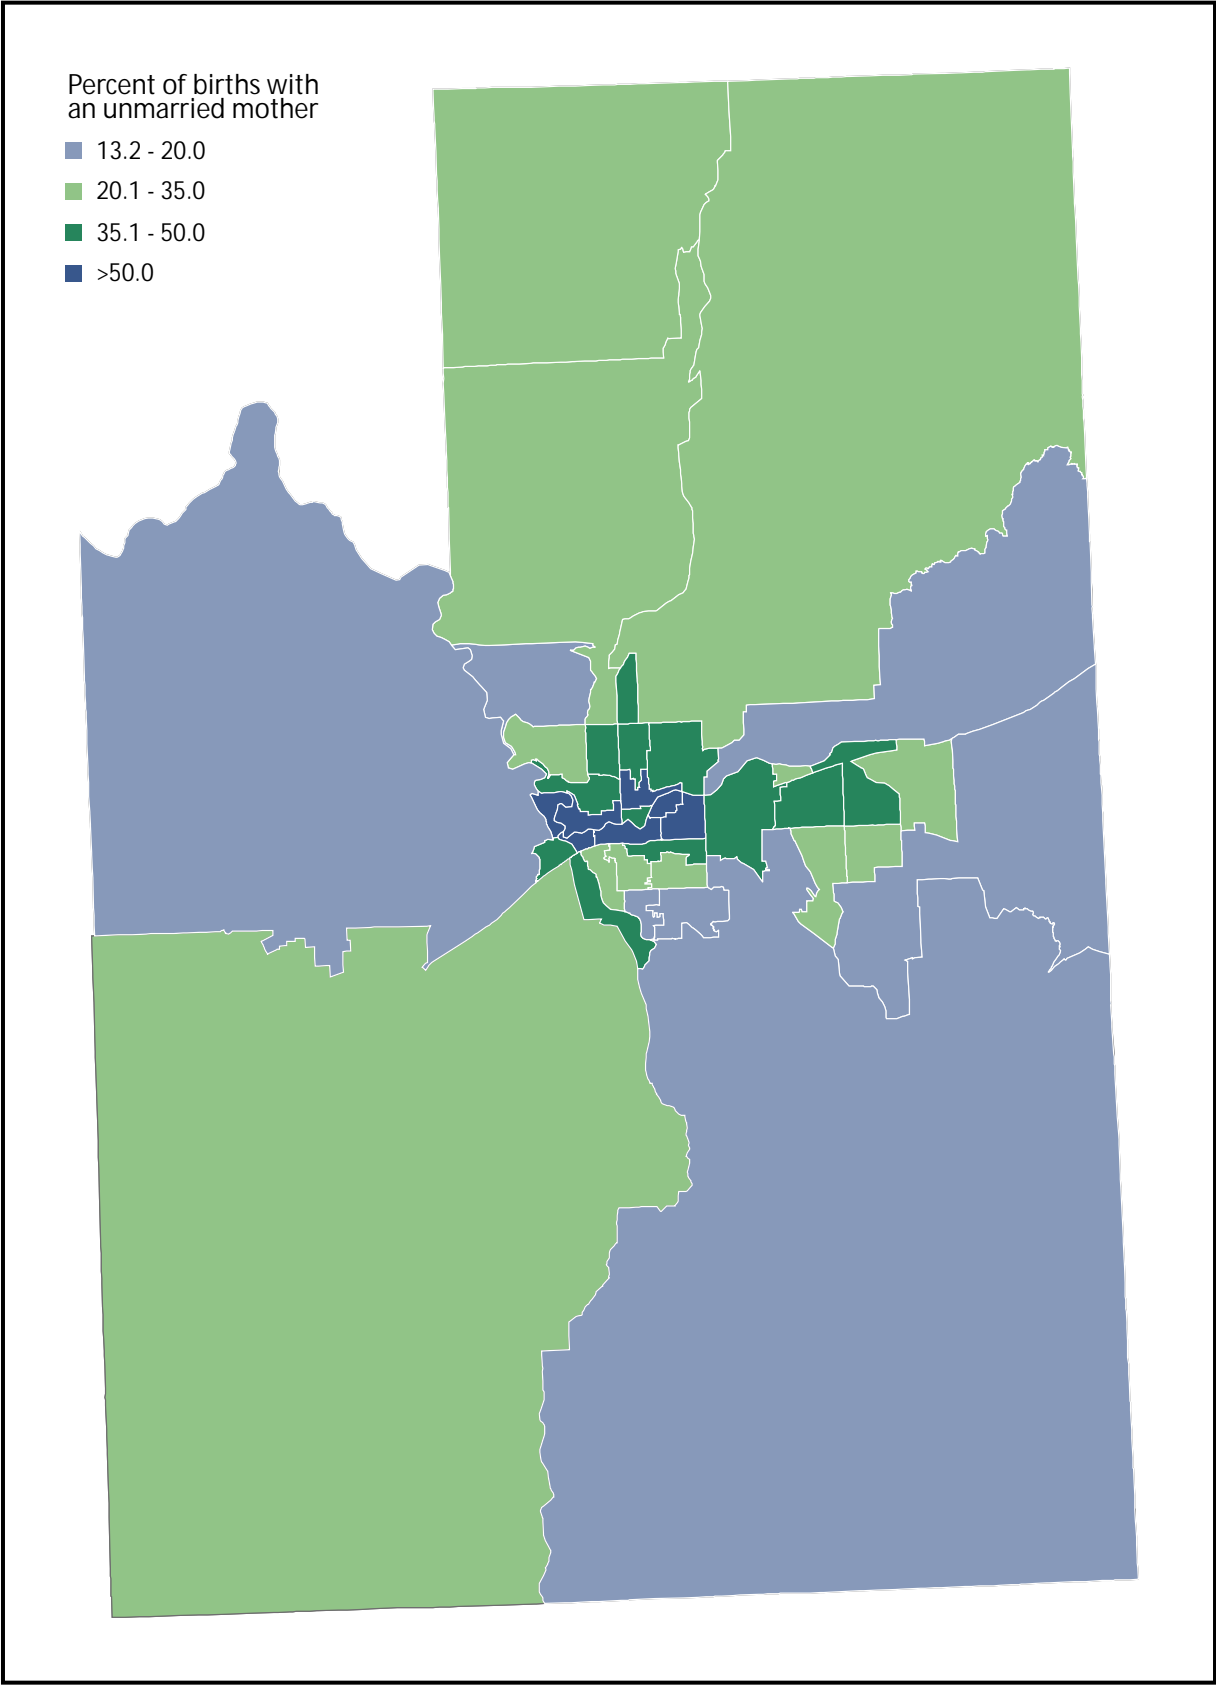 Percent of births with
an unmarried mother
13.2 - 20.0
20.1 - 35.0
35.1 - 50.0
>50.0